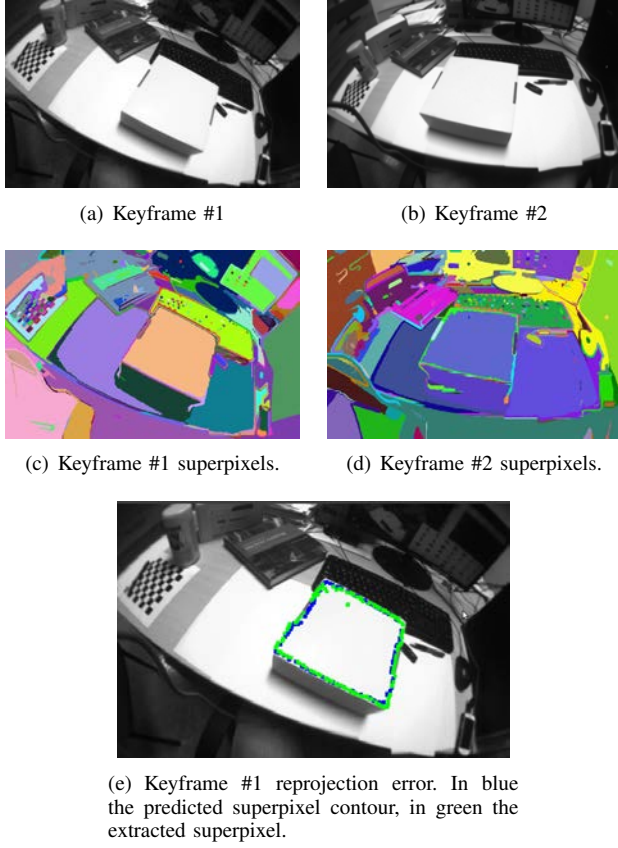 (a) Keyframe #1
(b) Keyframe #2
(c) Keyframe #1 superpixels.
(d) Keyframe #2 superpixels.
(e) Keyframe #1 reprojection error. In blue
the predicted superpixel contour, in green the
extracted superpixel.